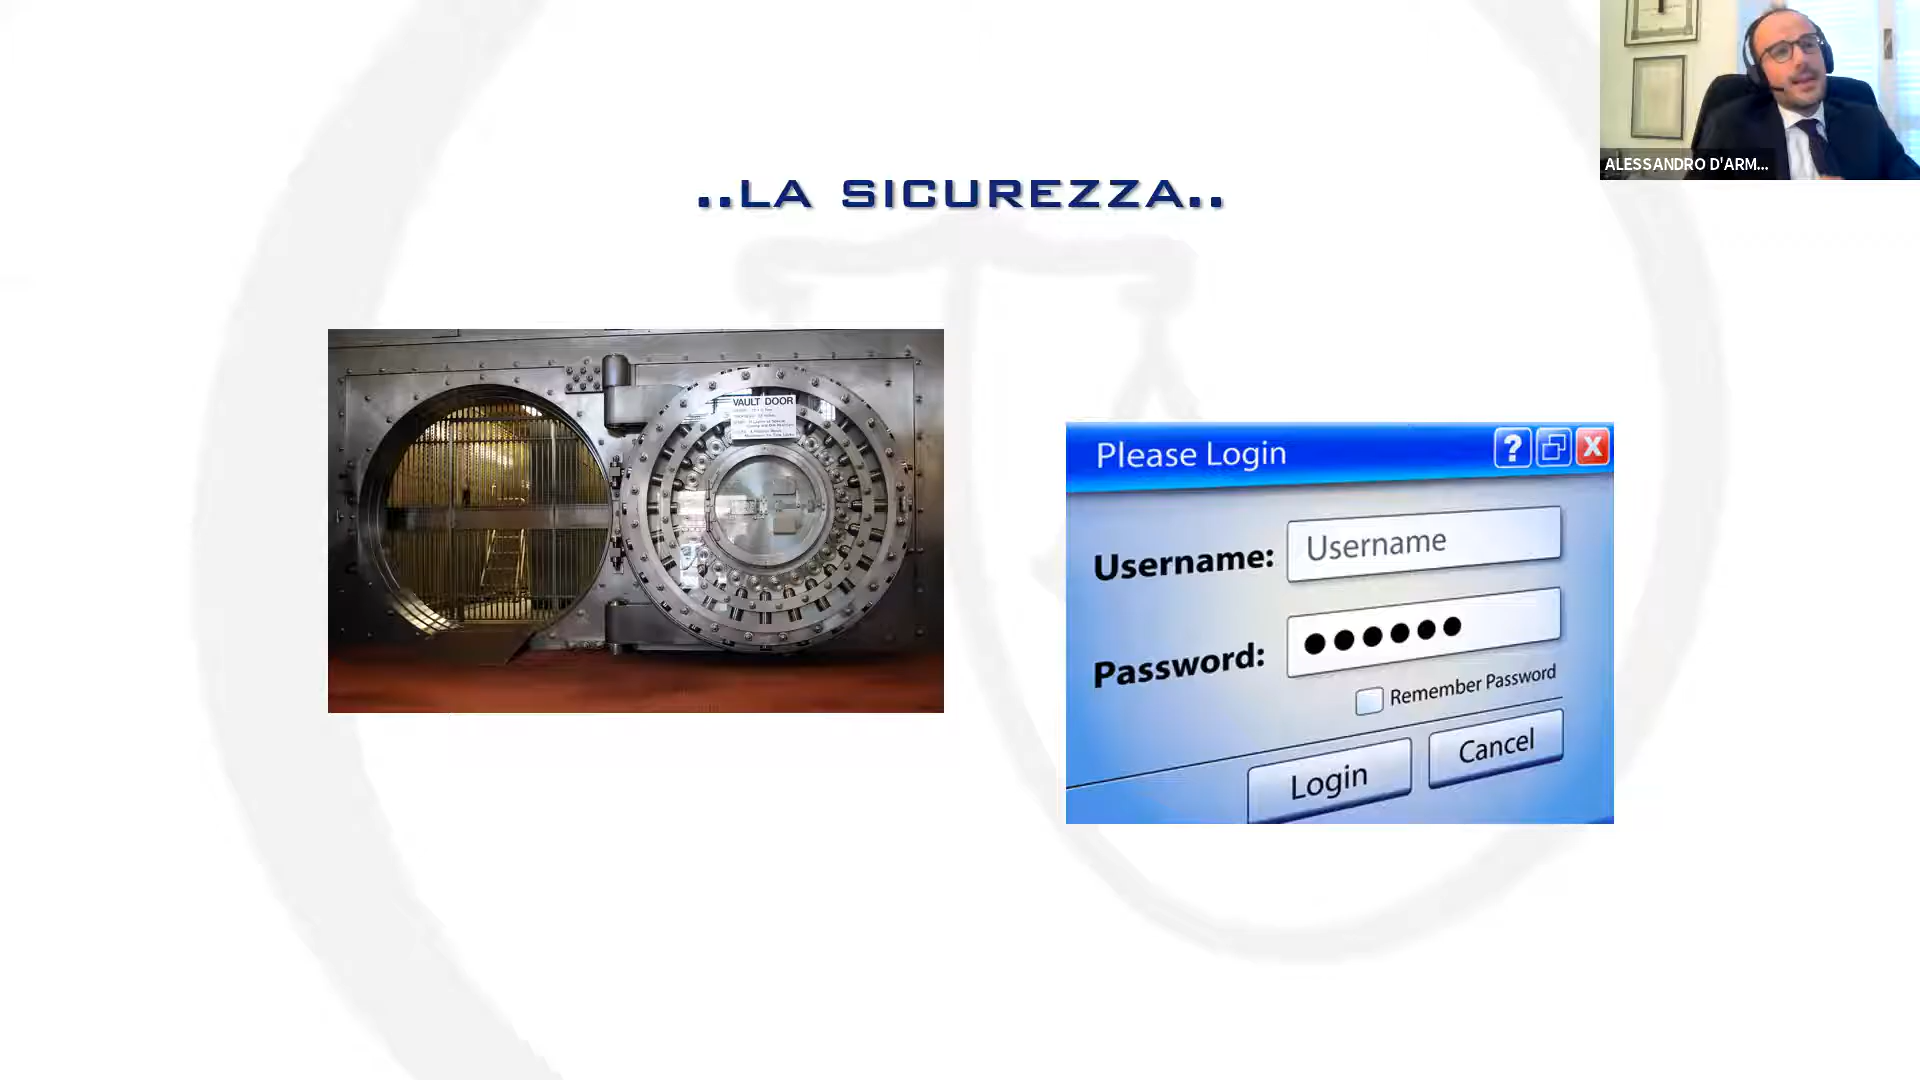 ..LA SICUREZZA..
ALESSANDRO D'ARM...
VAULT DOOR
Please Login
?
X
Username:
Username
Password:
Remember Password
Login
Cancel